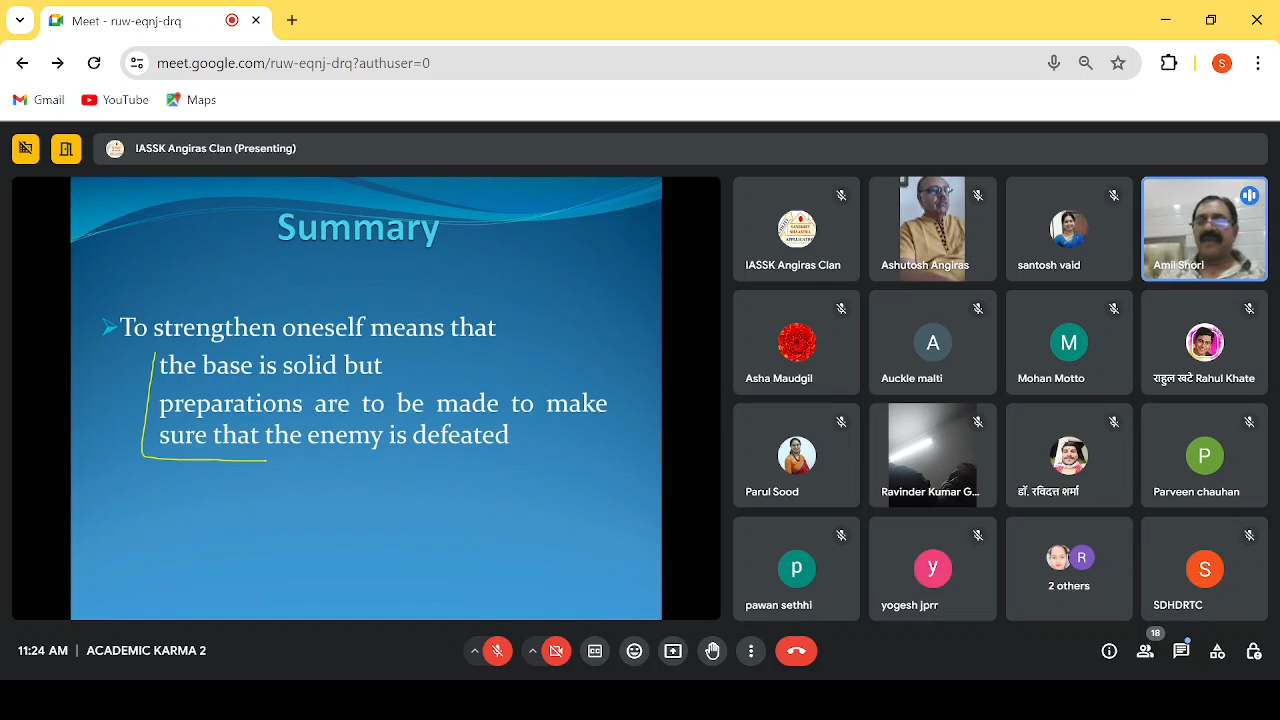 Meet - ruw-eqnj-drq
meet.google.com/ruw-eqnj-drq?authuser=0
S
Gmail
YouTube
Maps
IASSK Angiras Clan (Presenting)
Summary
To strengthen oneself means that
the base is solid but
preparations are to be made to make
sure that the enemy is defeated
IASSK Angiras Clan
Ashutosh Angiras
santosh vaid
Amil Shori
Asha Maudgil
A
Auckle malti
M
Mohan Motto
राहुल खटे Rahul Khate
Parul Sood
Ravinder Kumar G...
डॉ. रविदत्त शर्मा
P
Parveen chauhan
p
pawan sethhi
y
yogesh jprr
R
2 others
S
SDHDRTC
11:24 AM | ACADEMIC KARMA 2
18